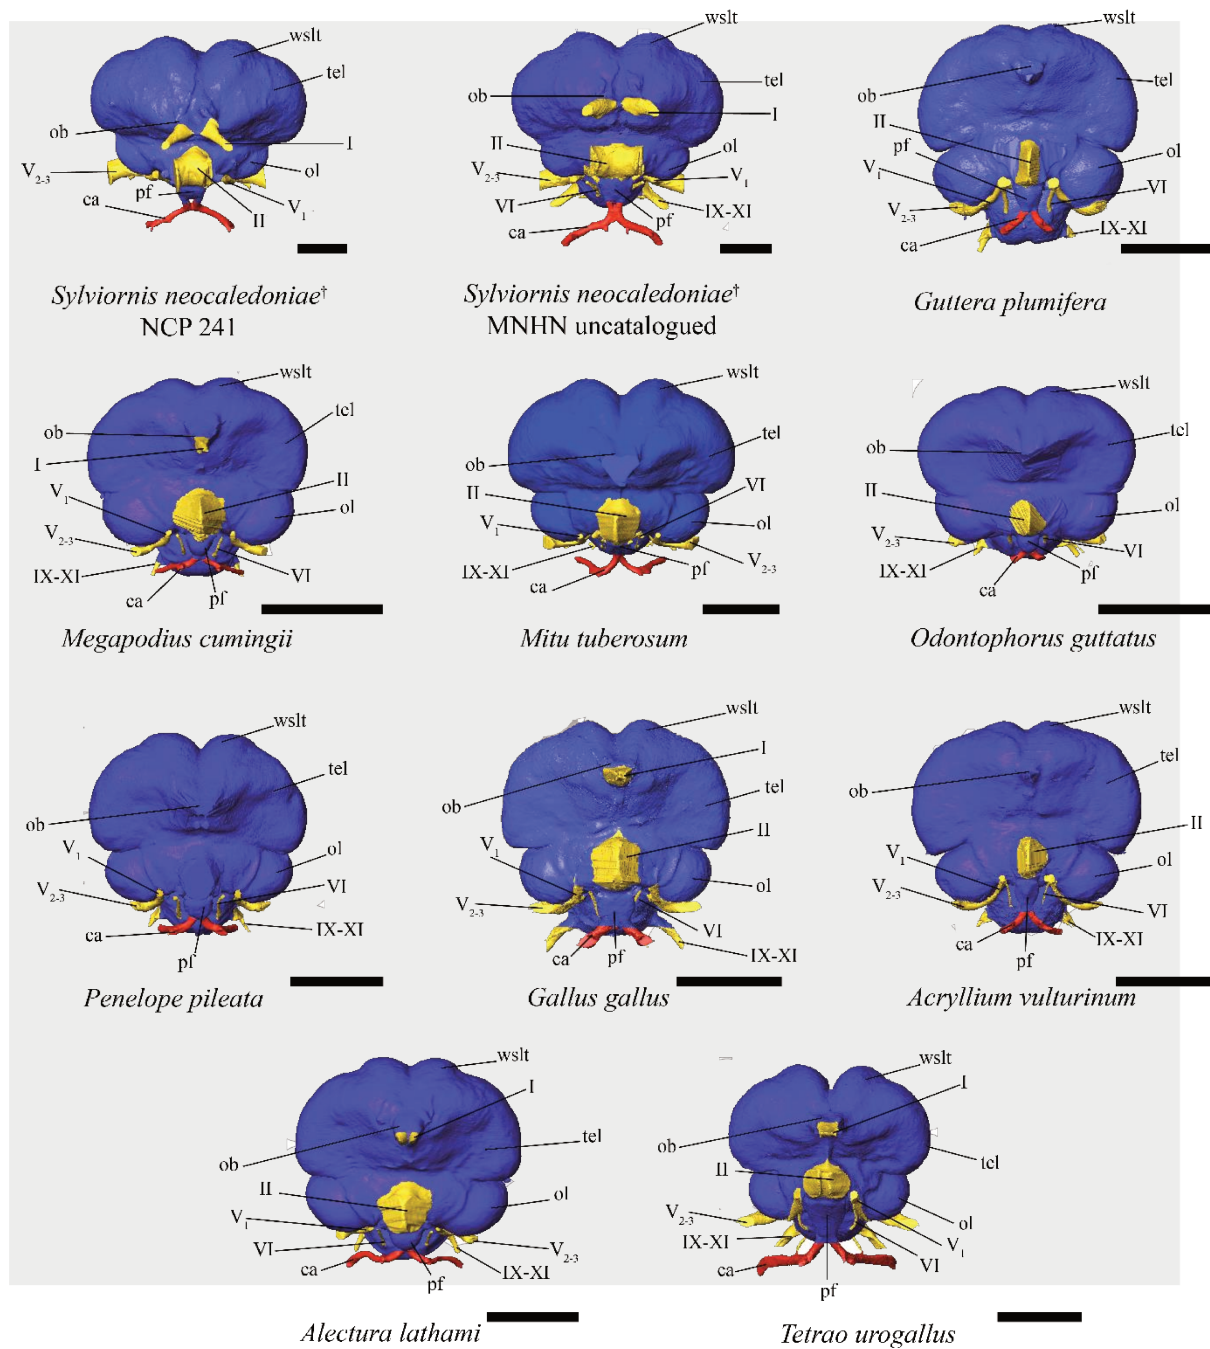 wslt
tel
ob
I
V2-3
ol
pf
ca
V1
II
Sylviornis neocaledoniae†
NCP 241
wslt
ob
tel
I
II
ol
V2-3
V1
VI
IX-XI
ca
pf
Sylviornis neocaledoniae†
MNHN uncatalogued
wslt
ob
tel
II
pf
ol
V1
VI
V2-3
ca
IX-XI
Guttera plumifera
wslt
tel
ob
I
II
V1
ol
V2-3
IX-XI
VI
ca
pf
Megapodius cumingii
wslt
ob
tel
II
VI
V1
ol
IX-XI
V2-3
pf
ca
Mitu tuberosum
wslt
tel
ob
II
ol
V2-3
VI
IX-XI
pf
ca
Odontophorus guttatus
wslt
tel
ob
V1
ol
V2-3
VI
IX-XI
ca
pf
Penelope pileata
wslt
I
ob
tel
II
V1
ol
V2-3
VI
IX-XI
ca
pf
Gallus gallus
wslt
tel
ob
II
V1
ol
V2-3
VI
ca
IX-XI
pf
Acryllium vulturinum
wslt
I
ob
tel
II
ol
V1
VI
V2-3
ca
IX-XI
pf
Alectura lathami
wslt
I
ob
tel
II
V2-3
ol
IX-XI
V1
VI
ca
pf
Tetrao urogallus